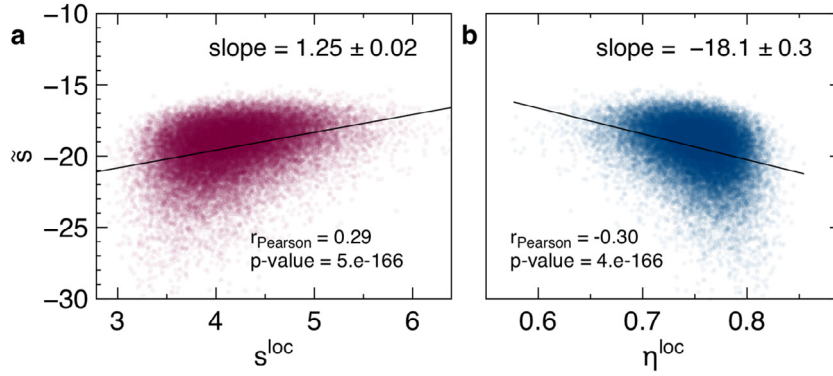 a
slope = 1.25 ± 0.02
b
slope = −18.1 ± 0.3
−10
−15
−20
−25
−30
s̃
r_Pearson = 0.29
p-value = 5.e-166
r_Pearson = -0.30
p-value = 4.e-166
3 4 5 6
0.6 0.7 0.8
s^loc
η^loc